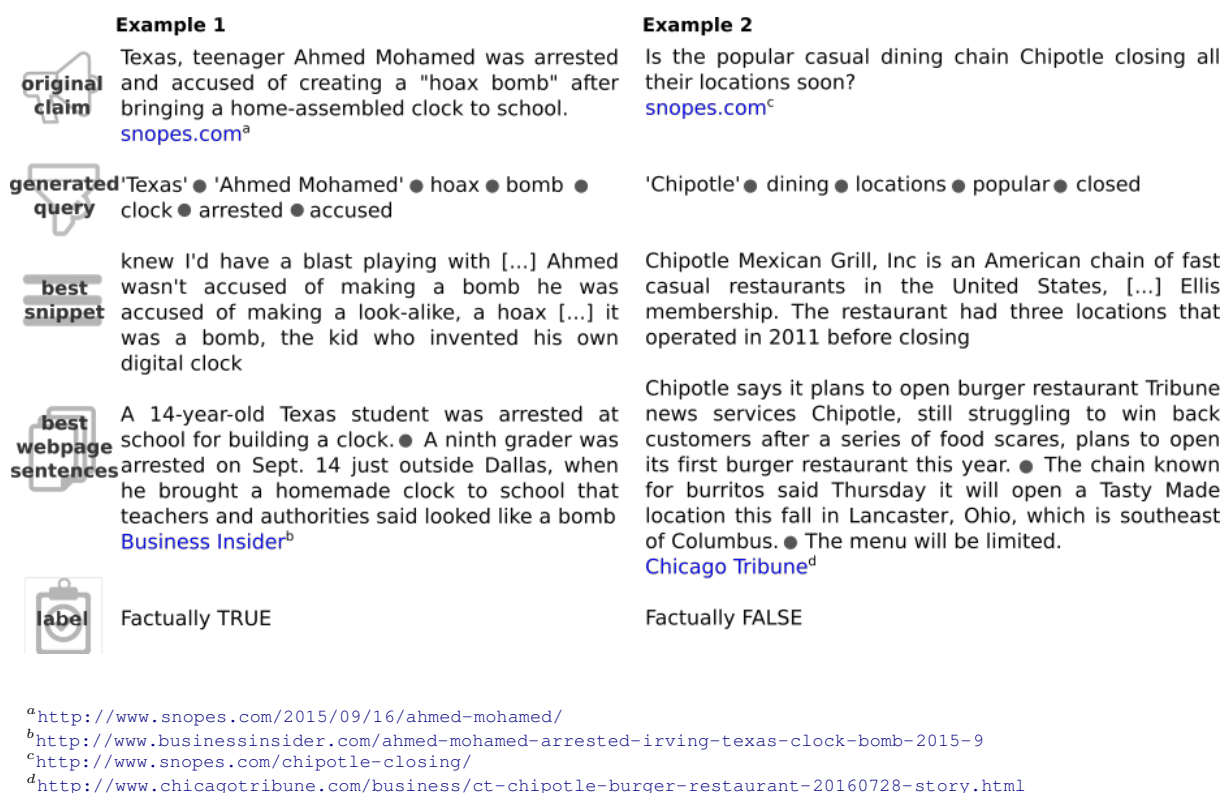 Example 1
original claim
Texas, teenager Ahmed Mohamed was arrested
and accused of creating a "hoax bomb" after
bringing a home-assembled clock to school.
snopes.com^a
generated query
'Texas' ● 'Ahmed Mohamed' ● hoax ● bomb ●
clock ● arrested ● accused
best snippet
knew I'd have a blast playing with [...] Ahmed
wasn't accused of making a bomb he was
accused of making a look-alike, a hoax [...] it
was a bomb, the kid who invented his own
digital clock
best webpage sentences
A 14-year-old Texas student was arrested at
school for building a clock. ● A ninth grader was
arrested on Sept. 14 just outside Dallas, when
he brought a homemade clock to school that
teachers and authorities said looked like a bomb
Business Insider^b
label
Factually TRUE
Example 2
Is the popular casual dining chain Chipotle closing all
their locations soon?
snopes.com^c
'Chipotle' ● dining ● locations ● popular ● closed
Chipotle Mexican Grill, Inc is an American chain of fast
casual restaurants in the United States, [...] Ellis
membership. The restaurant had three locations that
operated in 2011 before closing
Chipotle says it plans to open burger restaurant Tribune
news services Chipotle, still struggling to win back
customers after a series of food scares, plans to open
its first burger restaurant this year. ● The chain known
for burritos said Thursday it will open a Tasty Made
location this fall in Lancaster, Ohio, which is southeast
of Columbus. ● The menu will be limited.
Chicago Tribune^d
Factually FALSE
^a http://www.snopes.com/2015/09/16/ahmed-mohamed/
^b http://www.businessinsider.com/ahmed-mohamed-arrested-irving-texas-clock-bomb-2015-9
^c http://www.snopes.com/chipotle-closing/
^d http://www.chicagotribune.com/business/ct-chipotle-burger-restaurant-20160728-story.html